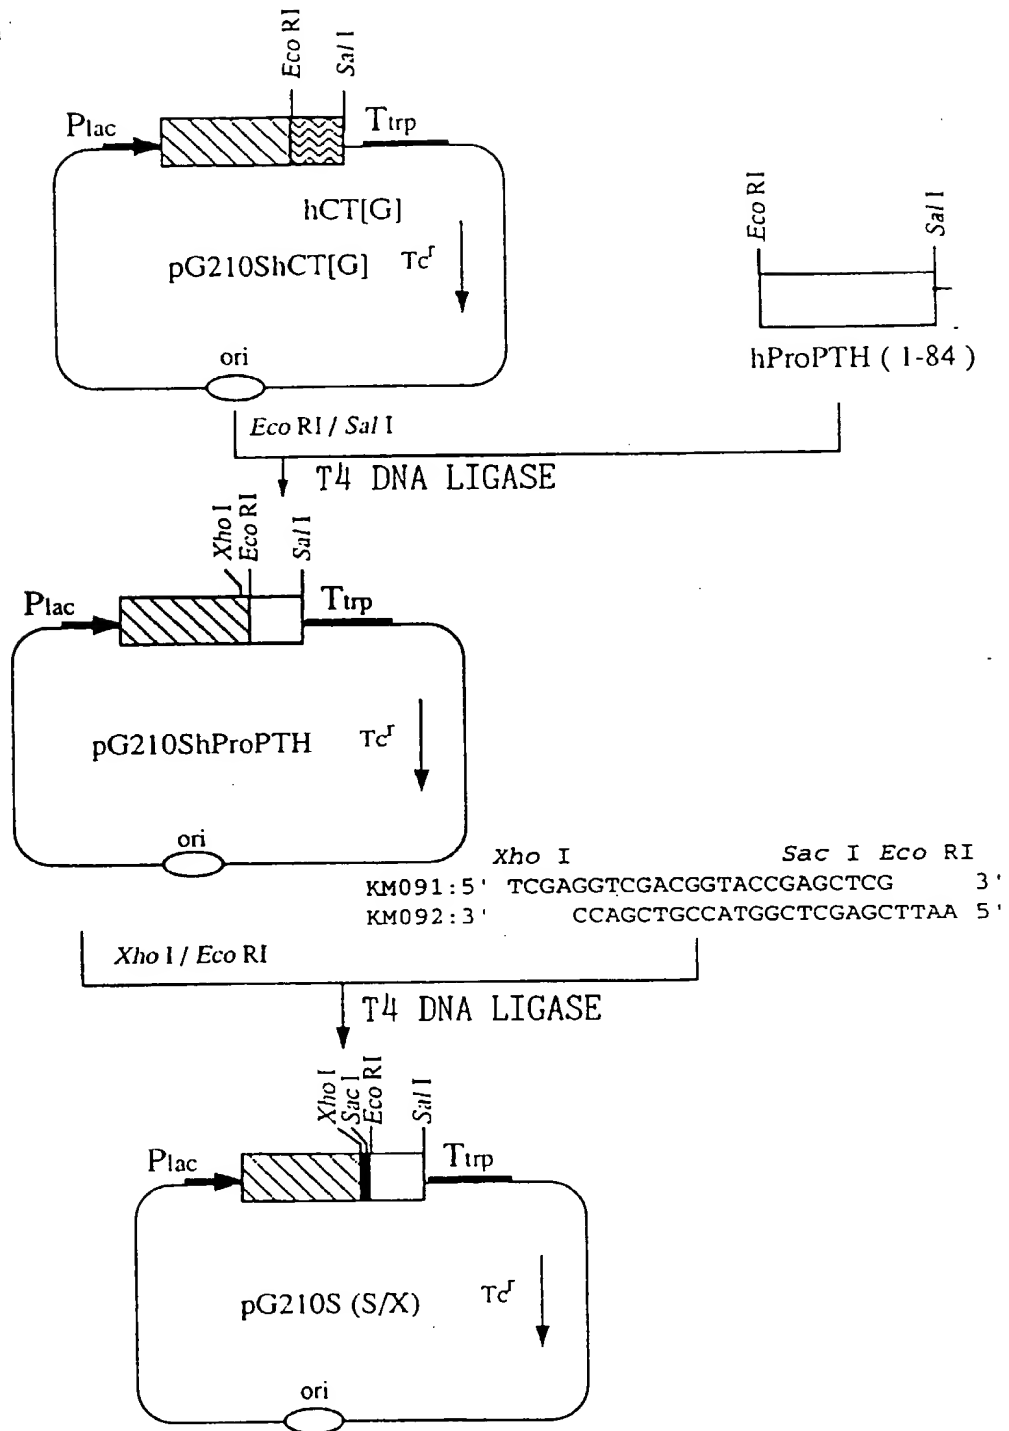 Eco RI
Sal I
Plac
Ttrp
hCT[G]
pG210ShCT[G]
Tcr
ori
Eco RI
Sal I
hProPTH ( 1-84 )
Eco RI / Sal I
T4 DNA LIGASE
Xho I
Eco RI
Sal I
Plac
Ttrp
pG210ShProPTH
Tcr
ori
Xho I Sac I Eco RI
KM091:5' TCGAGGTCGACGGTACCGAGCTCG 3'
KM092:3' CCAGCTGCCATGGCTCGAGCTTAA 5'
Xho I / Eco RI
T4 DNA LIGASE
Xho I
Sac I
Eco RI
Sal I
Plac
Ttrp
pG210S (S/X)
Tcr
ori